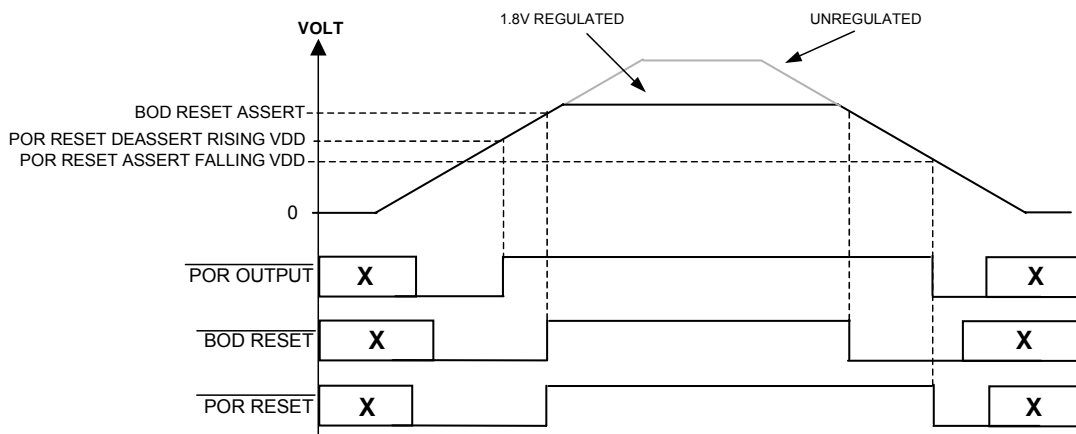 VOLT
1.8V REGULATED
UNREGULATED
BOD RESET ASSERT
POR RESET DEASSERT RISING VDD
POR RESET ASSERT FALLING VDD
0
POR OUTPUT
X
X
BOD RESET
X
X
POR RESET
X
X